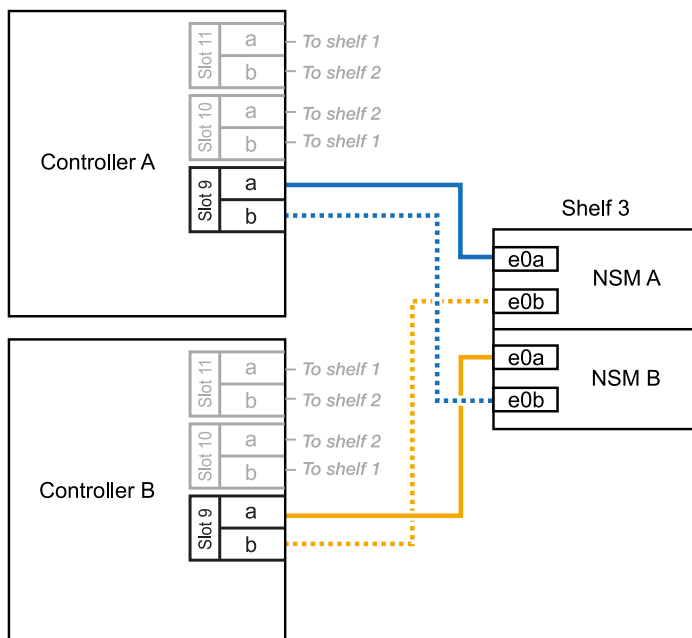 Controller A
Slot 11
a
To shelf 1
b
To shelf 2
Slot 10
a
To shelf 2
b
To shelf 1
Slot 9
a
b
Shelf 3
e0a
NSM A
e0b
e0a
NSM B
e0b
Controller B
Slot 11
a
To shelf 1
b
To shelf 2
Slot 10
a
To shelf 2
b
To shelf 1
Slot 9
a
b